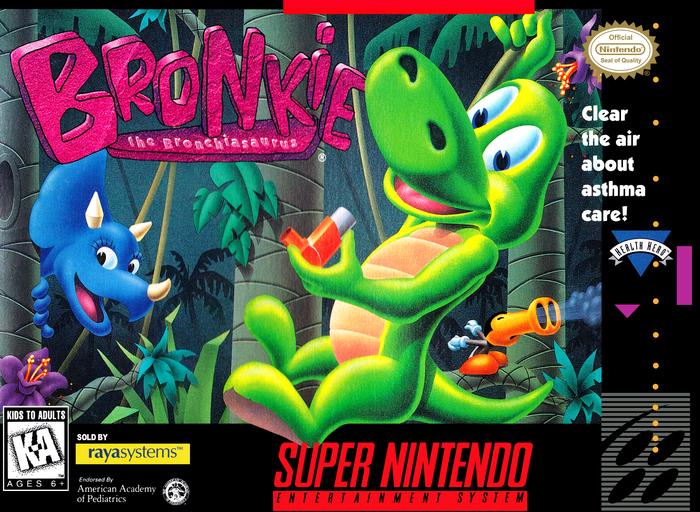 BRONKIE
the Bronchiasaurus
®
Official
Nintendo
Seal of Quality
Clear
the air
about
asthma
care!
HEALTH HERO
KIDS TO ADULTS
K-A
AGES 6+
SOLD BY
rayasystems™
Endorsed By
American Academy
of Pediatrics
SUPER NINTENDO
ENTERTAINMENT SYSTEM